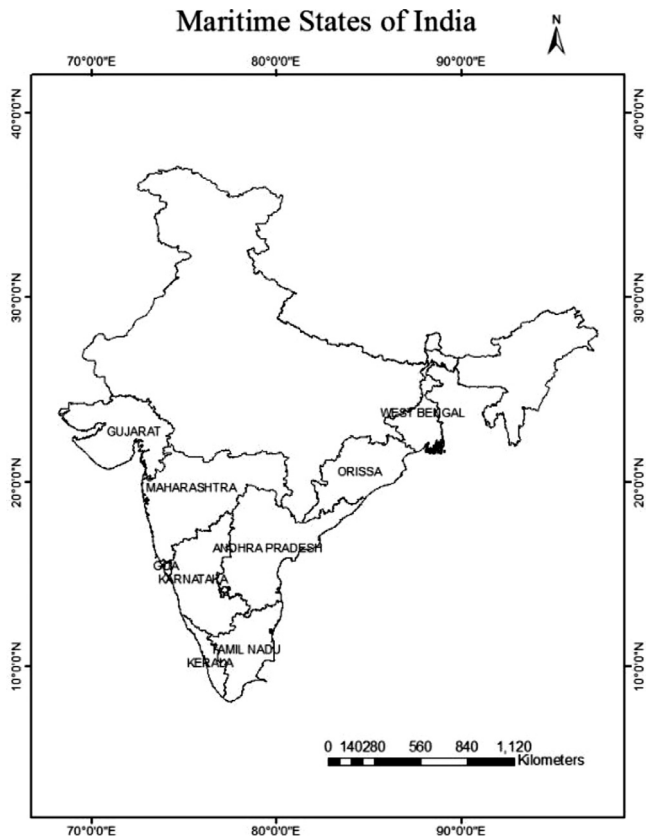 Maritime States of India
N
70°0'0"E 80°0'0"E 90°0'0"E
40°0'0"N 40°0'0"N
30°0'0"N 30°0'0"N
WEST BENGAL
GUJARAT
ORISSA
20°0'0"N 20°0'0"N
MAHARASHTRA
ANDHRA PRADESH
GOA
KARNATAKA
TAMIL NADU
KERALA
10°0'0"N 10°0'0"N
0 140 280 560 840 1,120
Kilometers
70°0'0"E 80°0'0"E 90°0'0"E